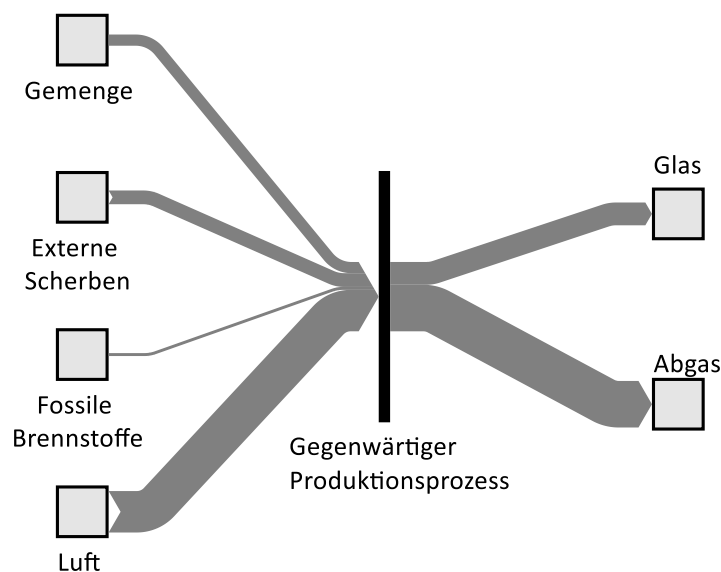 Gemenge
Externe
Scherben
Fossile
Brennstoffe
Luft
Gegenwärtiger
Produktionsprozess
Glas
Abgas